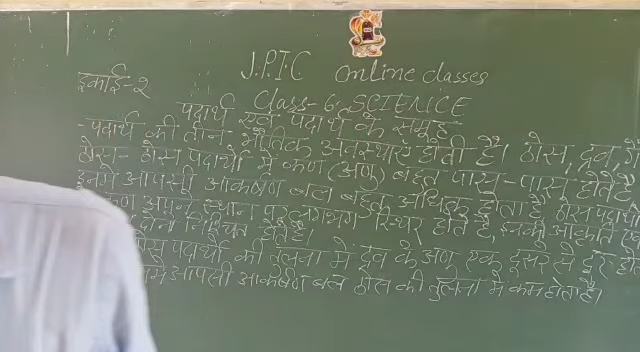 J.P.I.C online classes
इकाई-२
Class-6 SCIENCE
पदार्थ एवं पदार्थ के समूह
-पदार्थ की तीन भौतिक अवस्थाएँ होती हैं। ठोस, द्रव,
ठोस- ठोस पदार्थों में कण (अणु) बहुत पास-पास होते हैं,
इनमें आपसी आकर्षण बल बहुत अधिक होता है, ठोस पदार्थों
अपने स्थान पर लगभग स्थिर होते हैं, इनकी आकृति
दोनों निश्चित होते हैं।
पदार्थों की तुलना में द्रव के अणु एक दूसरे से दूर
आपसी आकर्षण बल ठोस की तुलना में कम होता है।